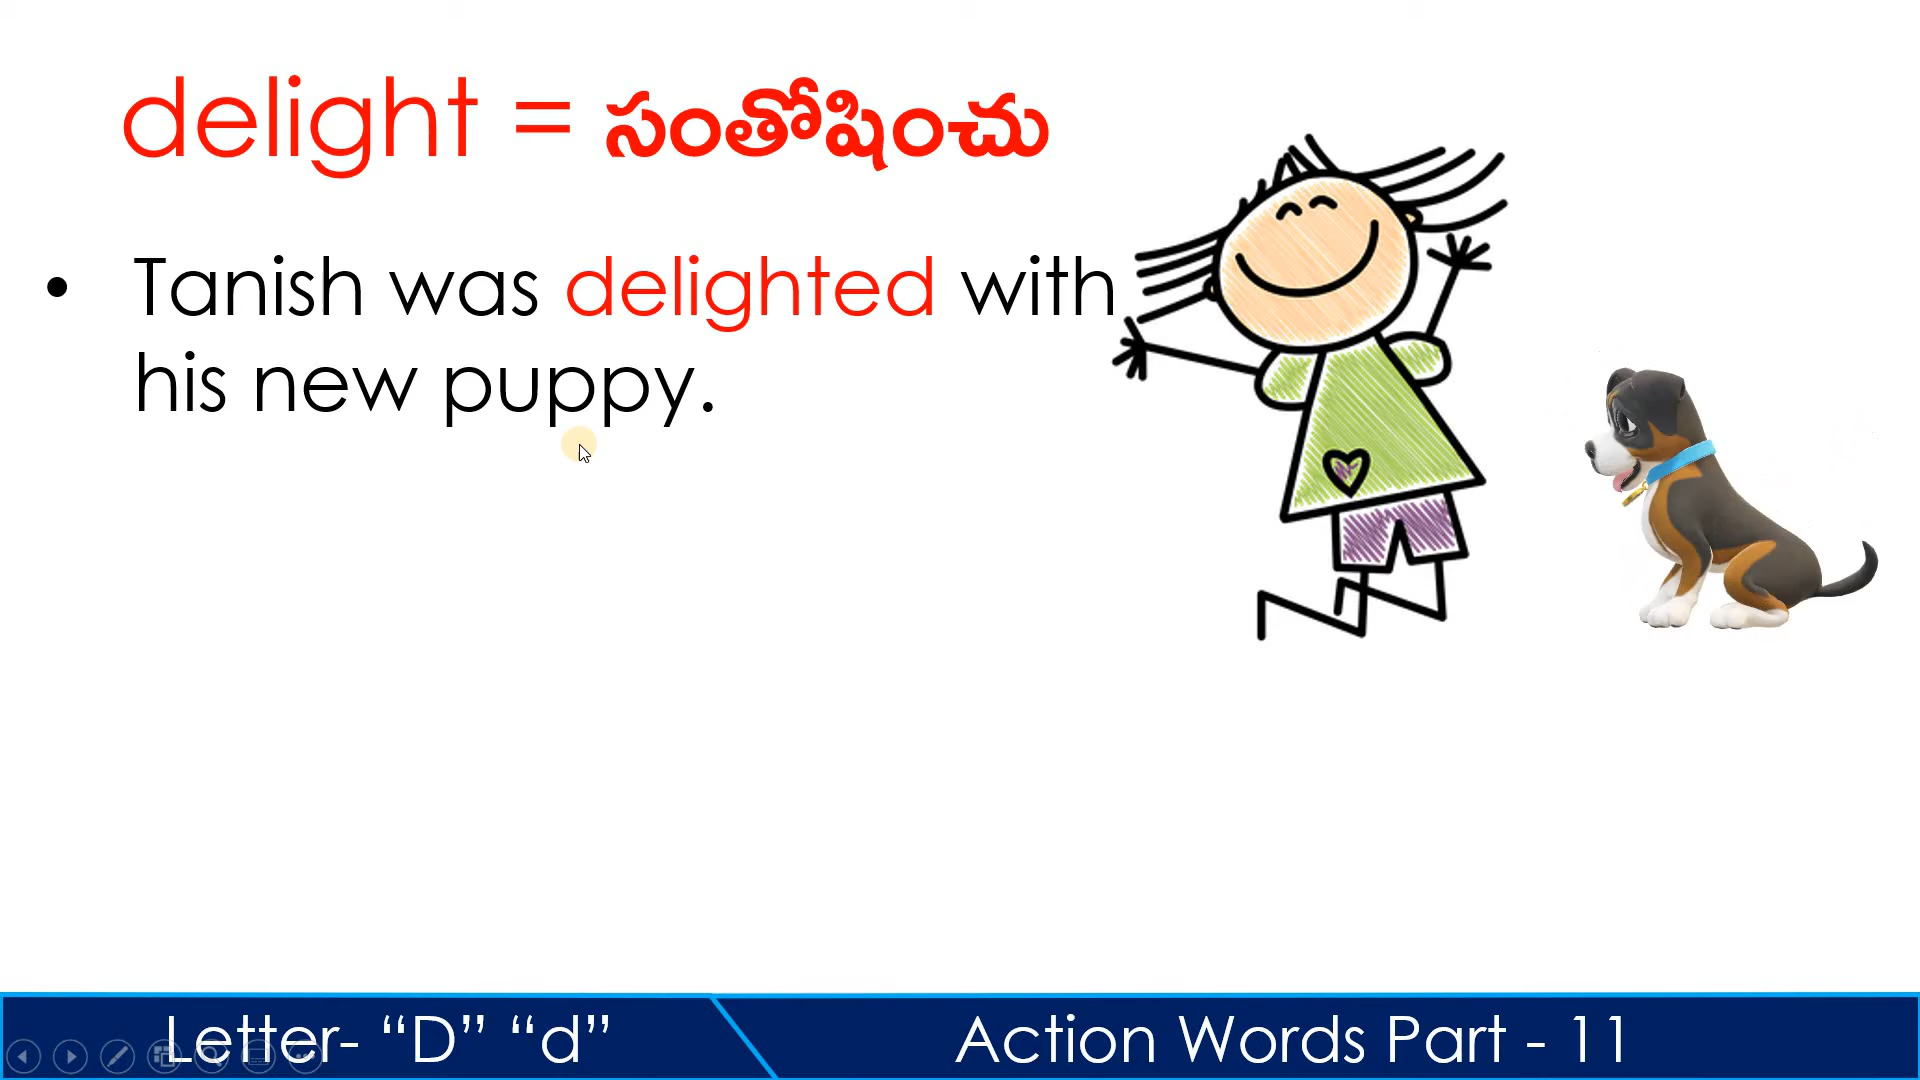 delight = సంతోషించు
• Tanish was delighted with
his new puppy.
Letter- “D” “d”
Action Words Part - 11